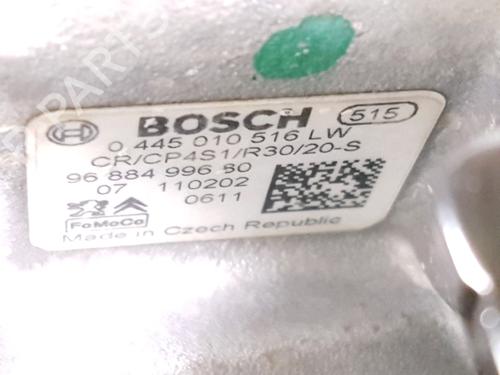 BOSCH 515
0 445 010 516 LW
CR/CP4S1/R30/20-S
96 884 996 80
07 110202
0611
FoMoCo
Made in Czech Republic